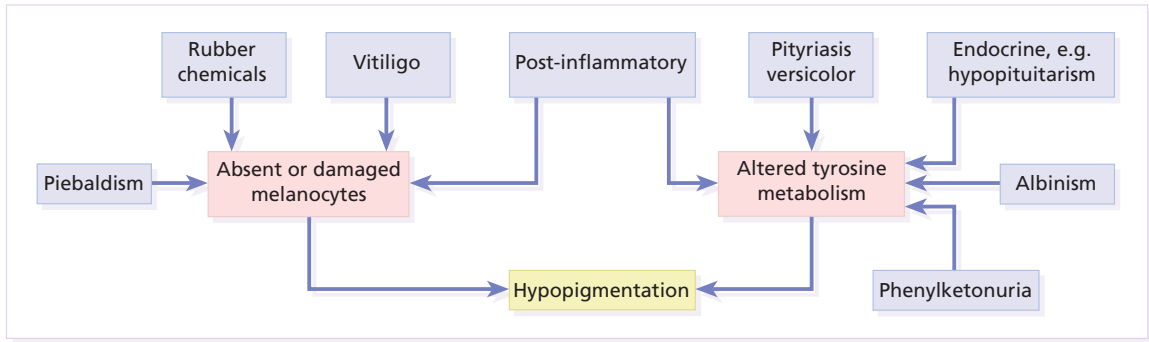 Rubber
chemicals
Vitiligo
Post-inflammatory
Pityriasis
versicolor
Endocrine, e.g.
hypopituitarism
Piebaldism
Absent or damaged
melanocytes
Altered tyrosine
metabolism
Albinism
Hypopigmentation
Phenylketonuria